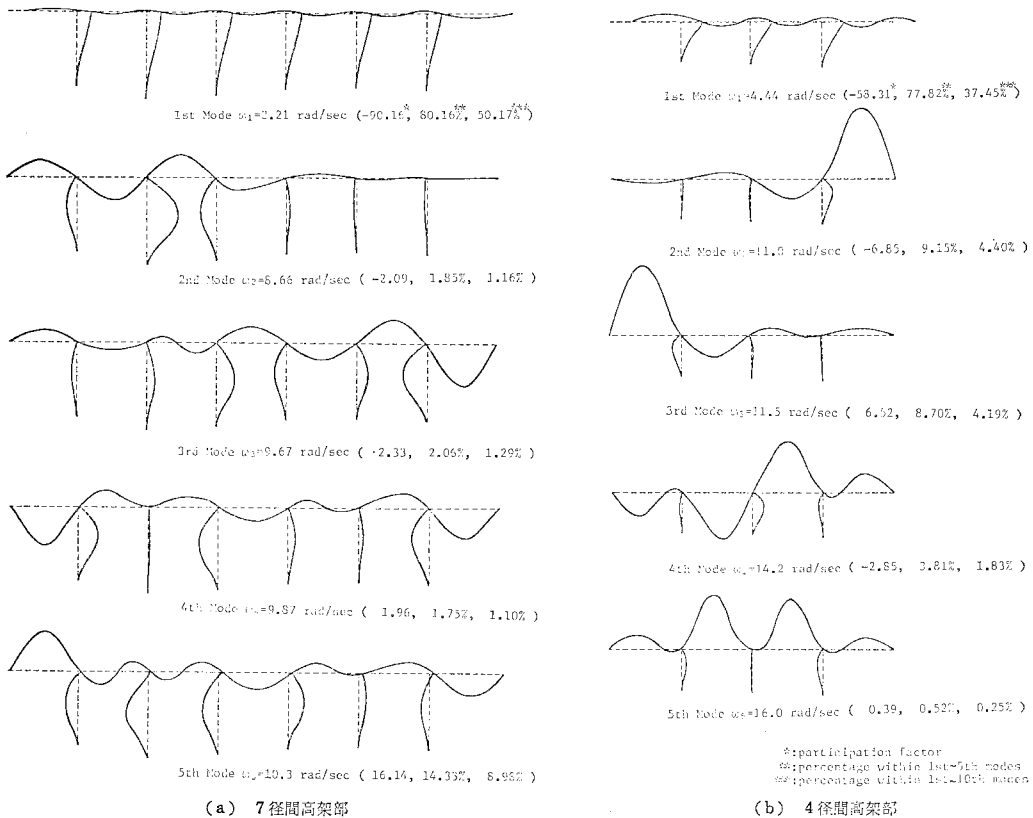 1st Mode ω₁=2.21 rad/sec (-90.16*, 80.16%**, 50.17%***)
2nd Mode ω₂=8.66 rad/sec ( -2.09, 1.85%, 1.16% )
3rd Mode ω₃=9.67 rad/sec ( -2.33, 2.06%, 1.29% )
4th Mode ω₄=9.87 rad/sec ( 1.96, 1.75%, 1.10% )
5th Mode ω₅=10.3 rad/sec ( 16.14, 14.35%, 8.98% )
(a) 7径間高架部
1st Mode ω₁=4.44 rad/sec (-58.31*, 77.82%**, 37.45%***)
2nd Mode ω₂=11.0 rad/sec ( -6.85, 9.15%, 4.40% )
3rd Mode ω₃=11.5 rad/sec ( 6.52, 8.70%, 4.19% )
4th Mode ω₄=14.2 rad/sec ( -2.85, 3.81%, 1.83% )
5th Mode ω₅=16.0 rad/sec ( 0.39, 0.52%, 0.25% )
*:participation factor
**:percentage within 1st~5th modes
***:percentage within 1st~10th modes
(b) 4径間高架部